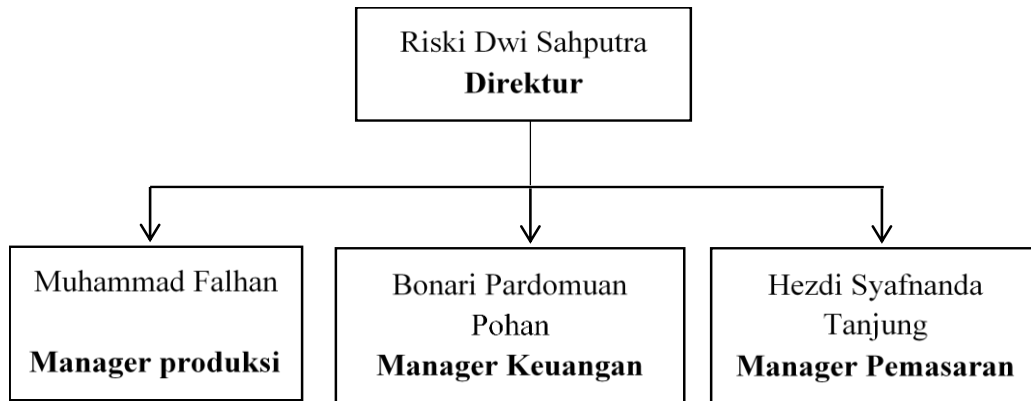 Riski Dwi Sahputra
Direktur
Muhammad Falhan
Manager produksi
Bonari Pardomuan
Pohan
Manager Keuangan
Hezdi Syafnanda
Tanjung
Manager Pemasaran